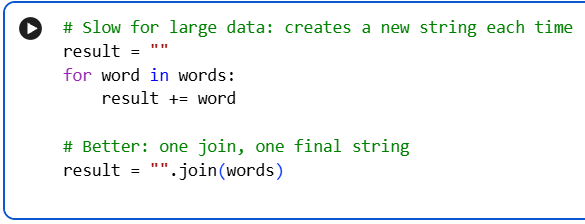 # Slow for large data: creates a new string each time
result = ""
for word in words:
    result += word

# Better: one join, one final string
result = "".join(words)